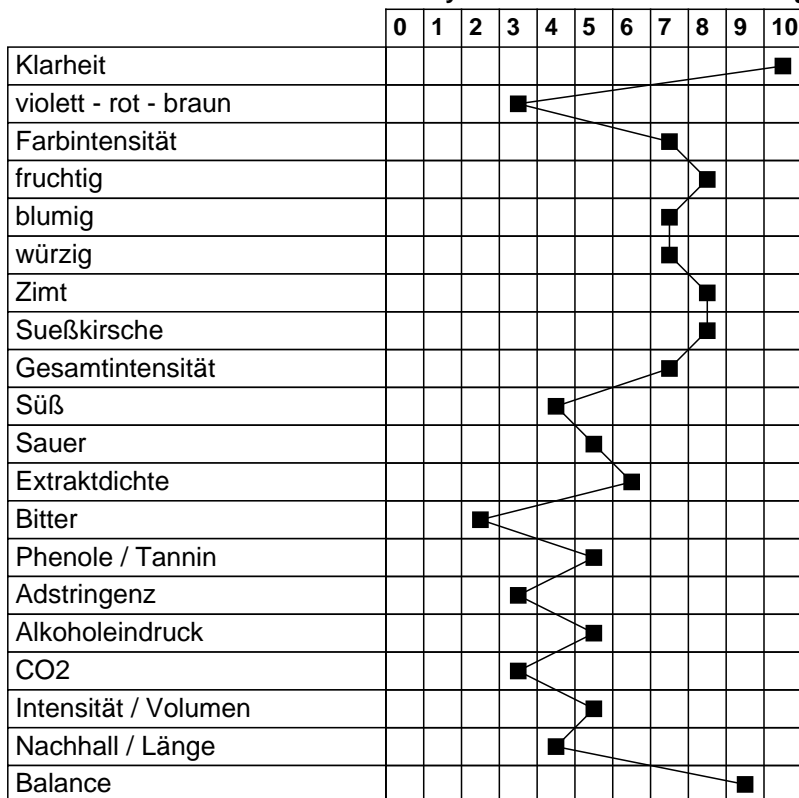 0 1 2 3 4 5 6 7 8 9 10
Klarheit
violett - rot - braun
Farbintensität
fruchtig
blumig
würzig
Zimt
Sueßkirsche
Gesamtintensität
Süß
Sauer
Extraktdichte
Bitter
Phenole / Tannin
Adstringenz
Alkoholeindruck
CO2
Intensität / Volumen
Nachhall / Länge
Balance